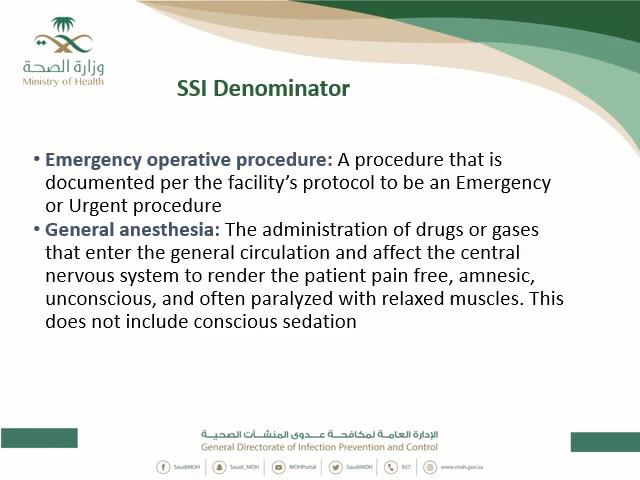 وزارة الصحة
Ministry of Health
SSI Denominator
• Emergency operative procedure: A procedure that is
documented per the facility’s protocol to be an Emergency
or Urgent procedure
• General anesthesia: The administration of drugs or gases
that enter the general circulation and affect the central
nervous system to render the patient pain free, amnesic,
unconscious, and often paralyzed with relaxed muscles. This
does not include conscious sedation
الإدارة العامة لمكافحة عدوى المنشآت الصحية
General Directorate of Infection Prevention and Control
SaudiMOH | Saudi_MOH | MOHPortal | SaudiMOH | 937 | www.moh.gov.sa